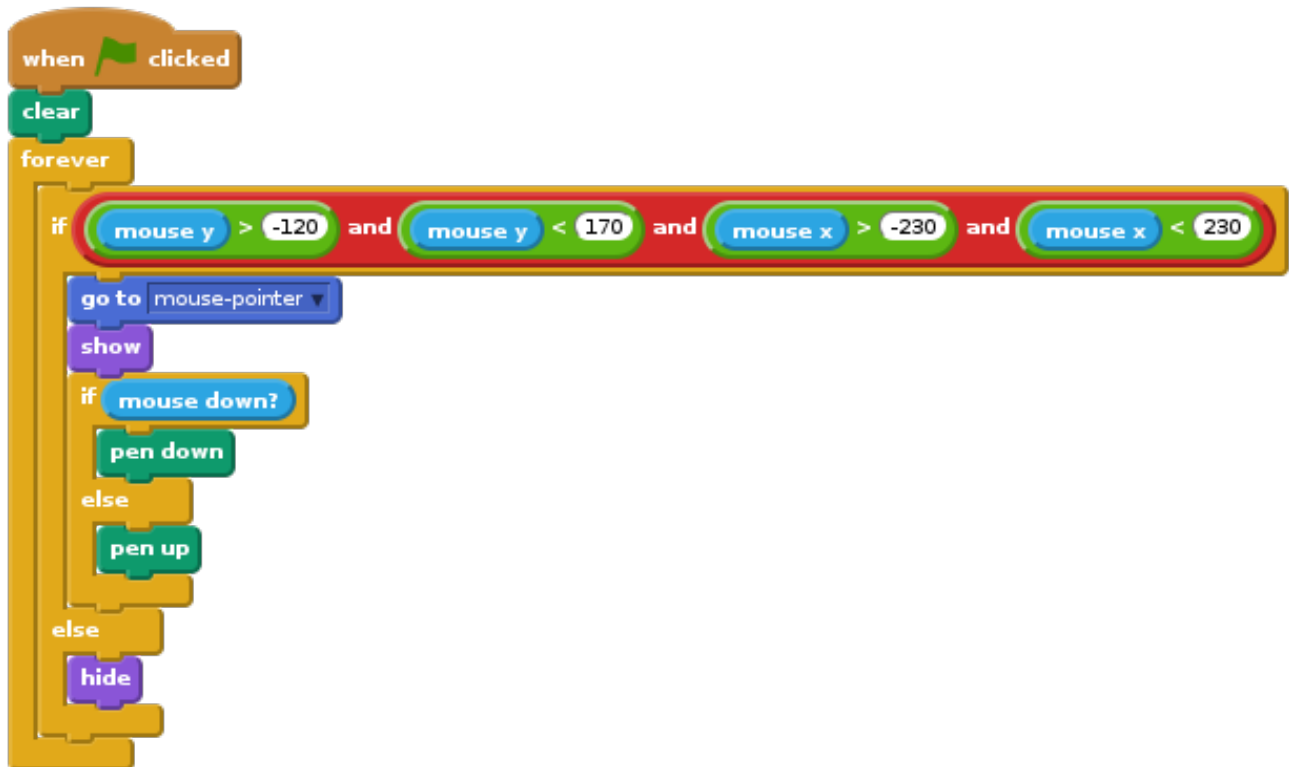 when clicked
clear
forever
if mouse y > -120 and mouse y < 170 and mouse x > -230 and mouse x < 230
go to mouse-pointer
show
if mouse down?
pen down
else
pen up
else
hide